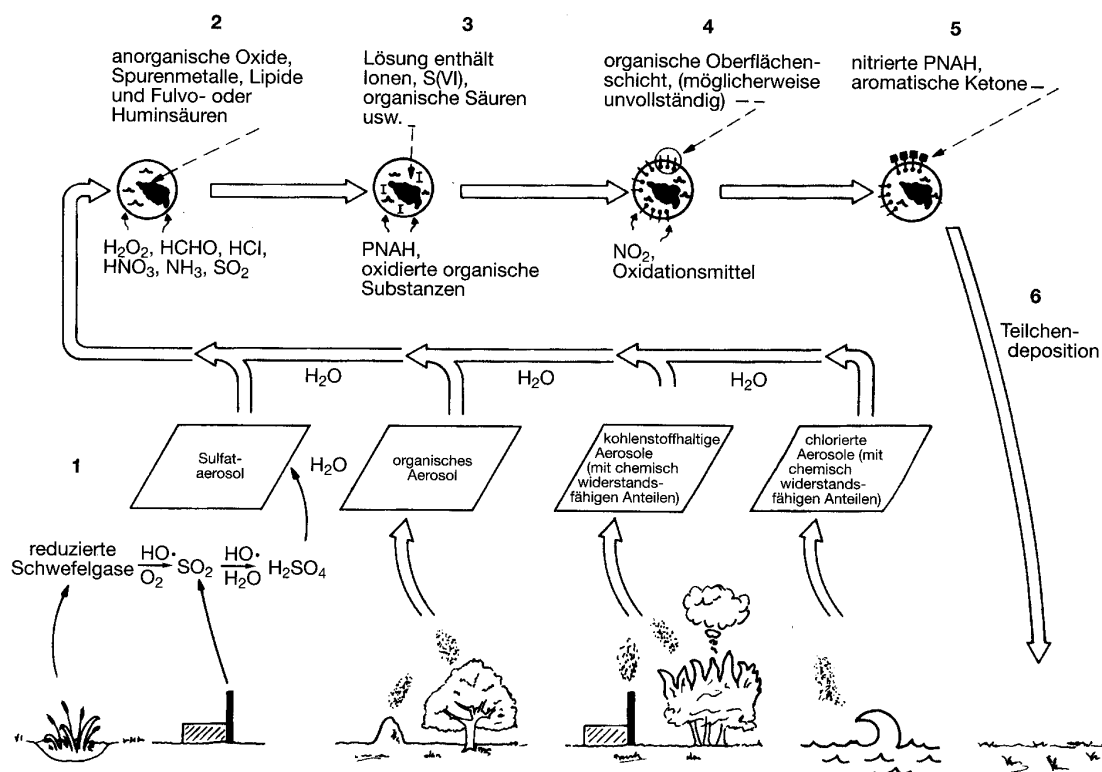 2
anorganische Oxide,
Spurenmetalle, Lipide
und Fulvo- oder
Huminsäuren
3
Lösung enthält
Ionen, S(VI),
organische Säuren
usw.
4
organische Oberflächen-
schicht, (möglicherweise
unvollständig)
5
nitrierte PNAH,
aromatische Ketone
I
I
I
H₂O₂, HCHO, HCl,
HNO₃, NH₃, SO₂
PNAH,
oxidierte organische
Substanzen
NO₂,
Oxidationsmittel
6
Teilchen-
deposition
H₂O
H₂O
H₂O
1
Sulfat-
aerosol
H₂O
organisches
Aerosol
kohlenstoffhaltige
Aerosole
(mit chemisch
widerstands-
fähigen Anteilen)
chlorierte
Aerosole (mit
chemisch
widerstands-
fähigen Anteilen)
reduzierte
Schwefelgase HO· O₂ SO₂ HO· H₂O H₂SO₄